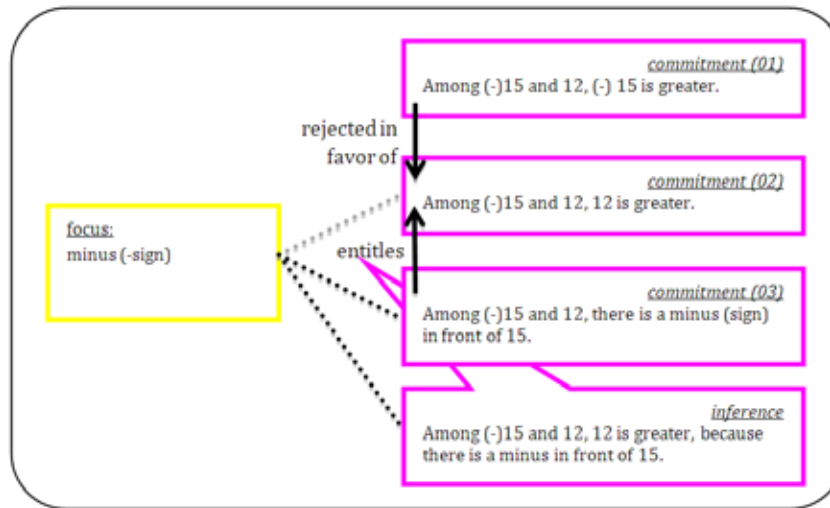 commitment (01)
Among (-)15 and 12, (-) 15 is greater.
rejected in
favor of
commitment (02)
Among (-)15 and 12, 12 is greater.
focus:
minus (-sign)
entitles
commitment (03)
Among (-)15 and 12, there is a minus (sign)
in front of 15.
inference
Among (-)15 and 12, 12 is greater, because
there is a minus in front of 15.